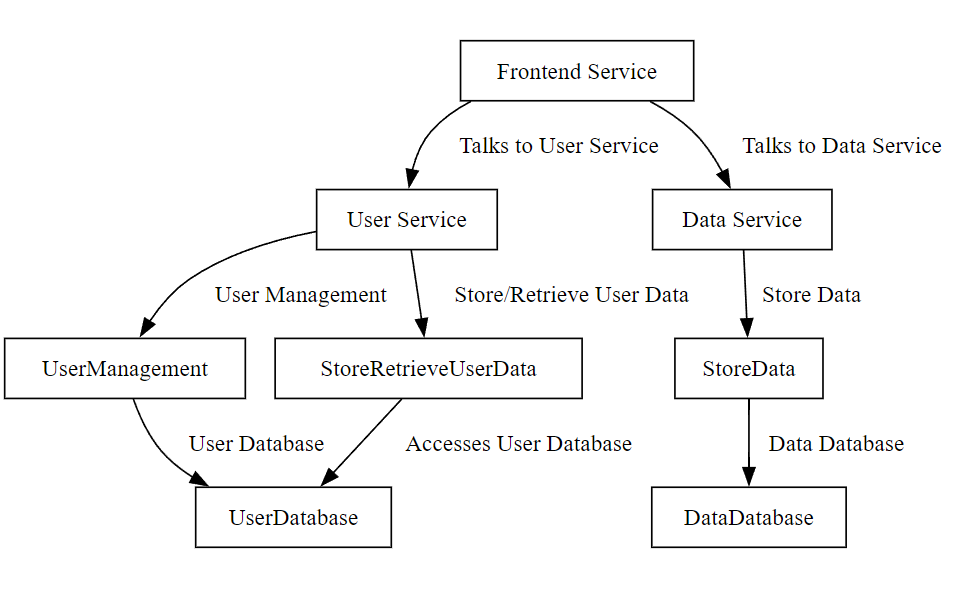 Frontend Service
Talks to User Service
Talks to Data Service
User Service
Data Service
User Management
Store/Retrieve User Data
Store Data
UserManagement
StoreRetrieveUserData
StoreData
User Database
Accesses User Database
Data Database
UserDatabase
DataDatabase